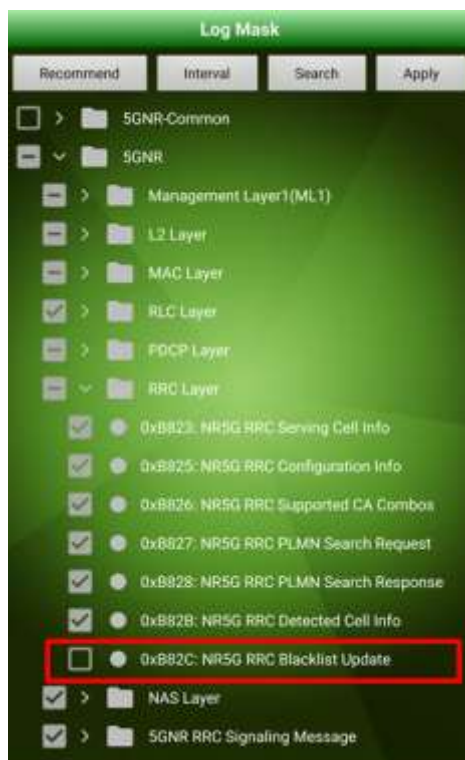 Log Mask
Recommend Interval Search Apply
5GNR-Common
5GNR
Management Layer1(ML1)
L2 Layer
MAC Layer
RLC Layer
PDCP Layer
RRC Layer
0xB823: NR5G RRC Serving Cell Info
0xB825: NR5G RRC Configuration Info
0xB826: NR5G RRC Supported CA Combos
0xB827: NR5G RRC PLMN Search Request
0xB828: NR5G RRC PLMN Search Response
0xB82B: NR5G RRC Detected Cell Info
0xB82C: NR5G RRC Blacklist Update
NAS Layer
5GNR RRC Signaling Message